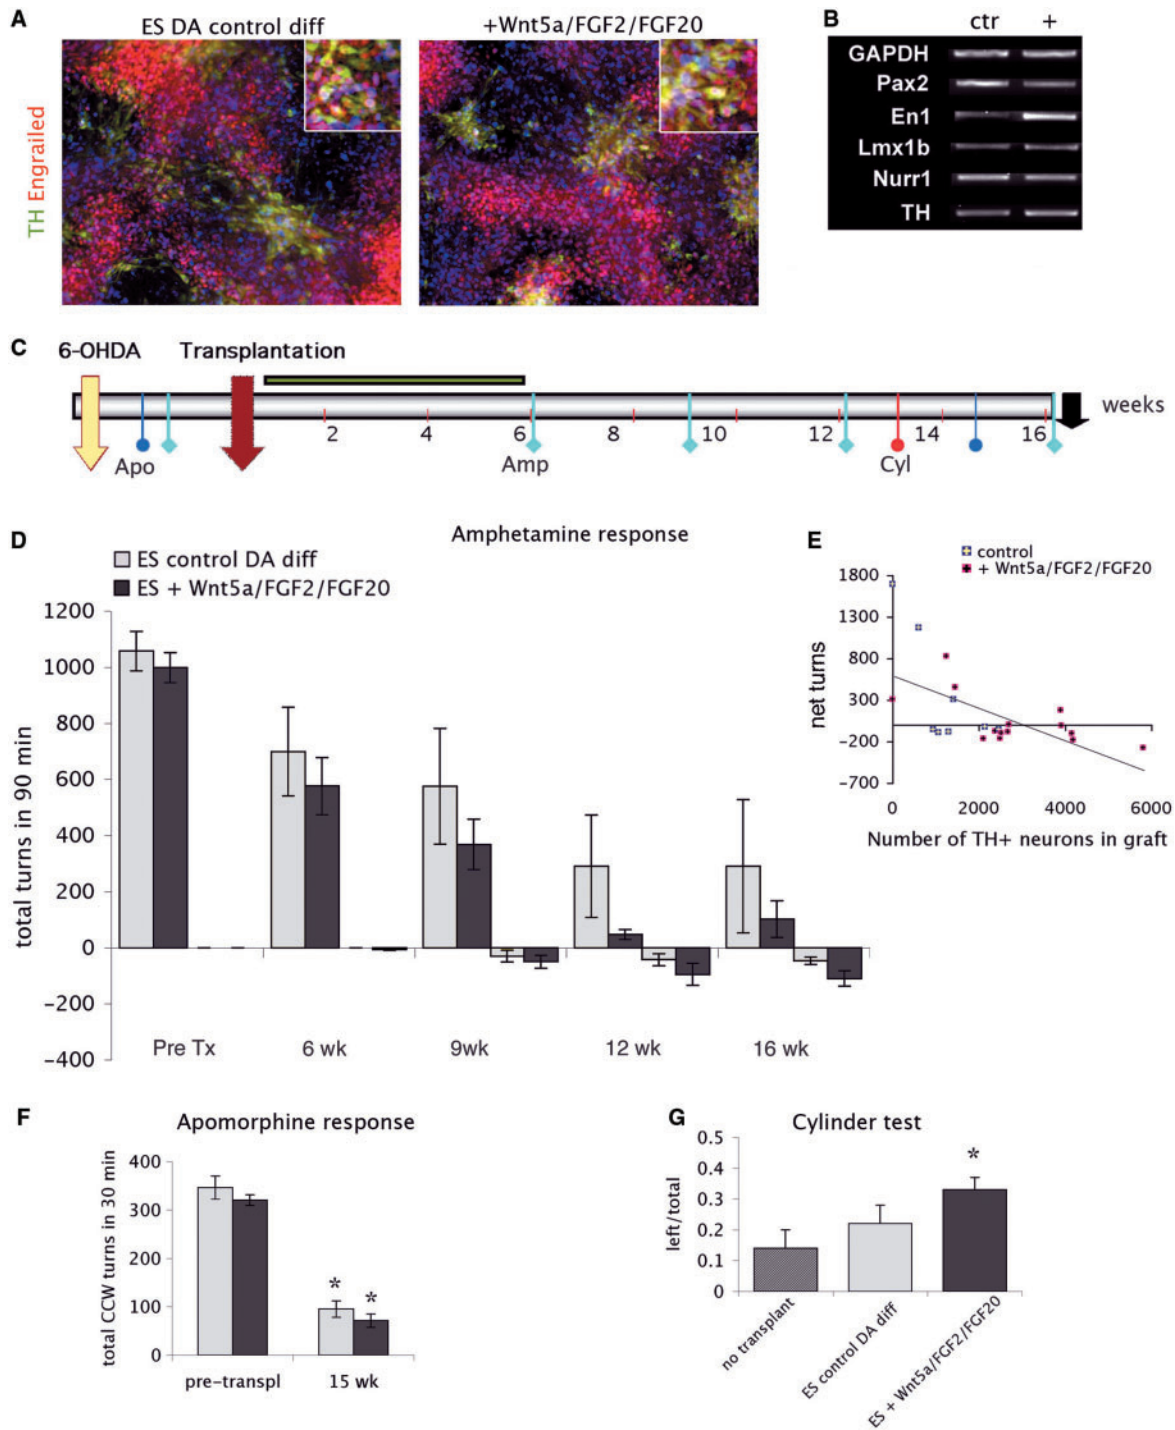 A
ES DA control diff
+Wnt5a/FGF2/FGF20
TH Engrailed
B
ctr +
GAPDH
Pax2
En1
Lmx1b
Nurr1
TH
C
6-OHDA Transplantation
weeks
2 4 6 8 10 12 14 16
Apo Amp Cyl
D
Amphetamine response
ES control DA diff
ES + Wnt5a/FGF2/FGF20
total turns in 90 min
1200
1000
800
600
400
200
0
-200
-400
Pre Tx 6 wk 9wk 12 wk 16 wk
E
control
+ Wnt5a/FGF2/FGF20
net turns
1800
1300
800
300
-200
-700
0 2000 4000 6000
Number of TH+ neurons in graft
F
Apomorphine response
total CCW turns in 30 min
400
300
200
100
0
* *
pre-transpl 15 wk
G
Cylinder test
left/total
0.5
0.4
0.3
0.2
0.1
0
*
no transplant
ES control DA diff
ES + Wnt5a/FGF2/FGF20